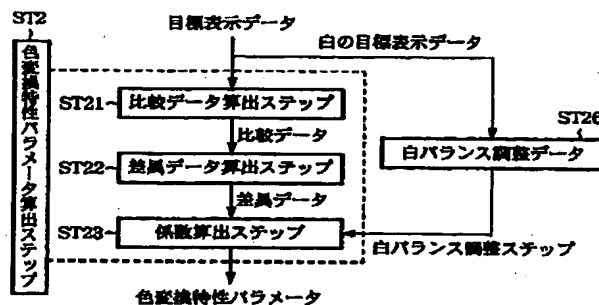 ST2
色変換特性パラメータ算出ステップ
目標表示データ
白の目標表示データ
ST21
比較データ算出ステップ
比較データ
ST26
白バランス調整データ
ST22
差異データ算出ステップ
差異データ
ST23
係数算出ステップ
白バランス調整ステップ
色変換特性パラメータ